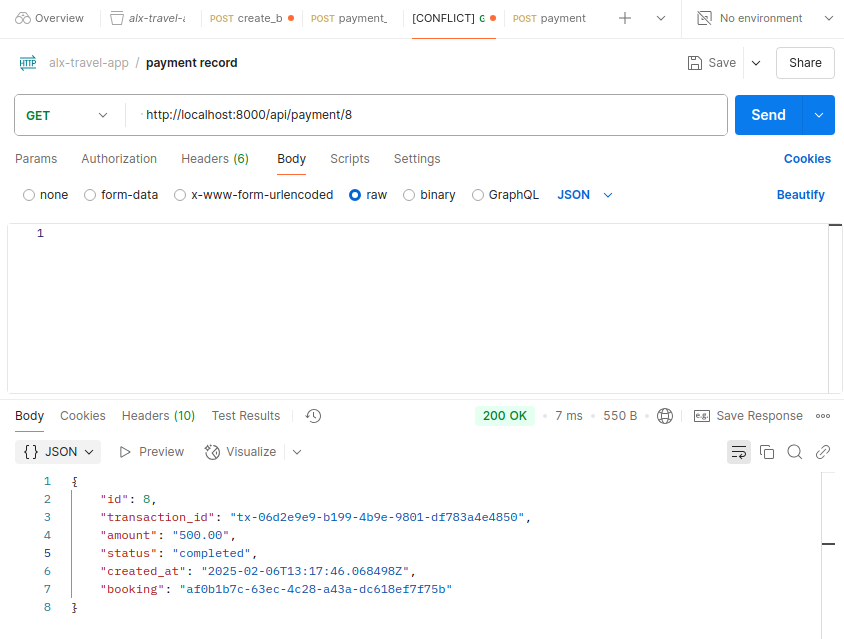 Overview alx-travel-a POST create_b POST payment_ [CONFLICT] G POST payment No environment
HTTP alx-travel-app / payment record Save Share
GET http://localhost:8000/api/payment/8 Send
Params Authorization Headers (6) Body Scripts Settings Cookies
none form-data x-www-form-urlencoded raw binary GraphQL JSON Beautify
1
Body Cookies Headers (10) Test Results 200 OK 7 ms 550 B e.g. Save Response
{} JSON Preview Visualize
1 {
2 "id": 8,
3 "transaction_id": "tx-06d2e9e9-b199-4b9e-9801-df783a4e4850",
4 "amount": "500.00",
5 "status": "completed",
6 "created_at": "2025-02-06T13:17:46.068498Z",
7 "booking": "af0b1b7c-63ec-4c28-a43a-dc618ef7f75b"
8 }